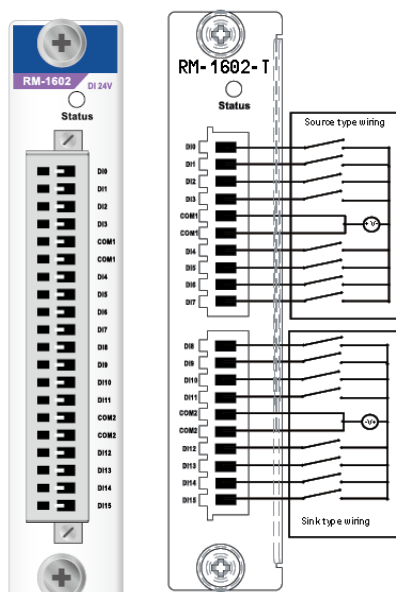 RM-1602
DI 24V
Status
DI0
DI1
DI2
DI3
COM1
COM1
DI4
DI5
DI6
DI7
DI8
DI9
DI10
DI11
COM2
COM2
DI12
DI13
DI14
DI15
RM-1602-T
Status
Source type wiring
DI0
DI1
DI2
DI3
COM1
COM1
DI4
DI5
DI6
DI7
DI8
DI9
DI10
DI11
COM2
COM2
DI12
DI13
DI14
DI15
Sink type wiring